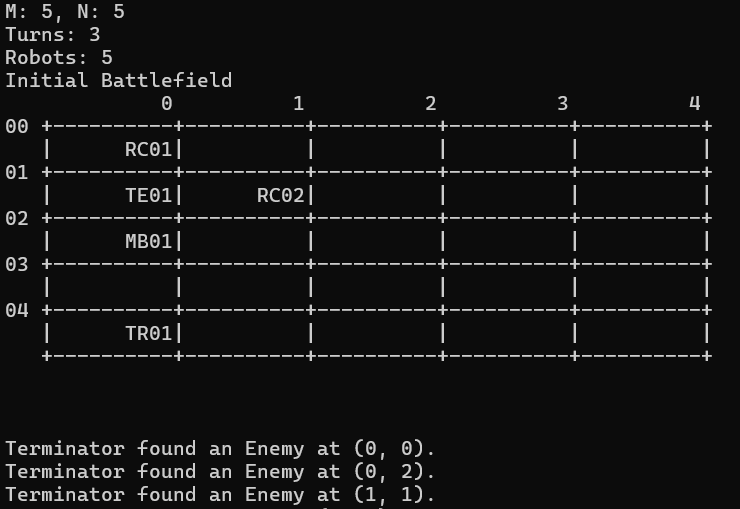 M: 5, N: 5
Turns: 3
Robots: 5
Initial Battlefield
             0          1          2          3          4
00 +----------+----------+----------+----------+----------+
   |      RC01|          |          |          |          |
01 +----------+----------+----------+----------+----------+
   |      TE01|      RC02|          |          |          |
02 +----------+----------+----------+----------+----------+
   |      MB01|          |          |          |          |
03 +----------+----------+----------+----------+----------+
   |          |          |          |          |          |
04 +----------+----------+----------+----------+----------+
   |      TR01|          |          |          |          |
   +----------+----------+----------+----------+----------+
Terminator found an Enemy at (0, 0).
Terminator found an Enemy at (0, 2).
Terminator found an Enemy at (1, 1).